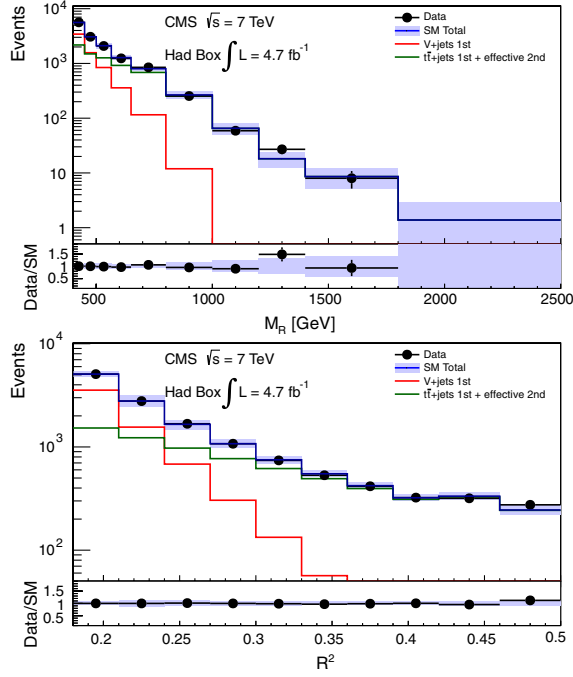 Events
10⁴
10³
10²
10
1
CMS √s = 7 TeV
Had Box ∫ L = 4.7 fb⁻¹
Data
SM Total
V+jets 1st
tt̄+jets 1st + effective 2nd
Data/SM
1.5
1
0.5
500 1000 1500 2000 2500
M_R [GeV]
Events
10⁴
10³
10²
CMS √s = 7 TeV
Had Box ∫ L = 4.7 fb⁻¹
Data
SM Total
V+jets 1st
tt̄+jets 1st + effective 2nd
Data/SM
1.5
1
0.5
0.2 0.25 0.3 0.35 0.4 0.45 0.5
R²